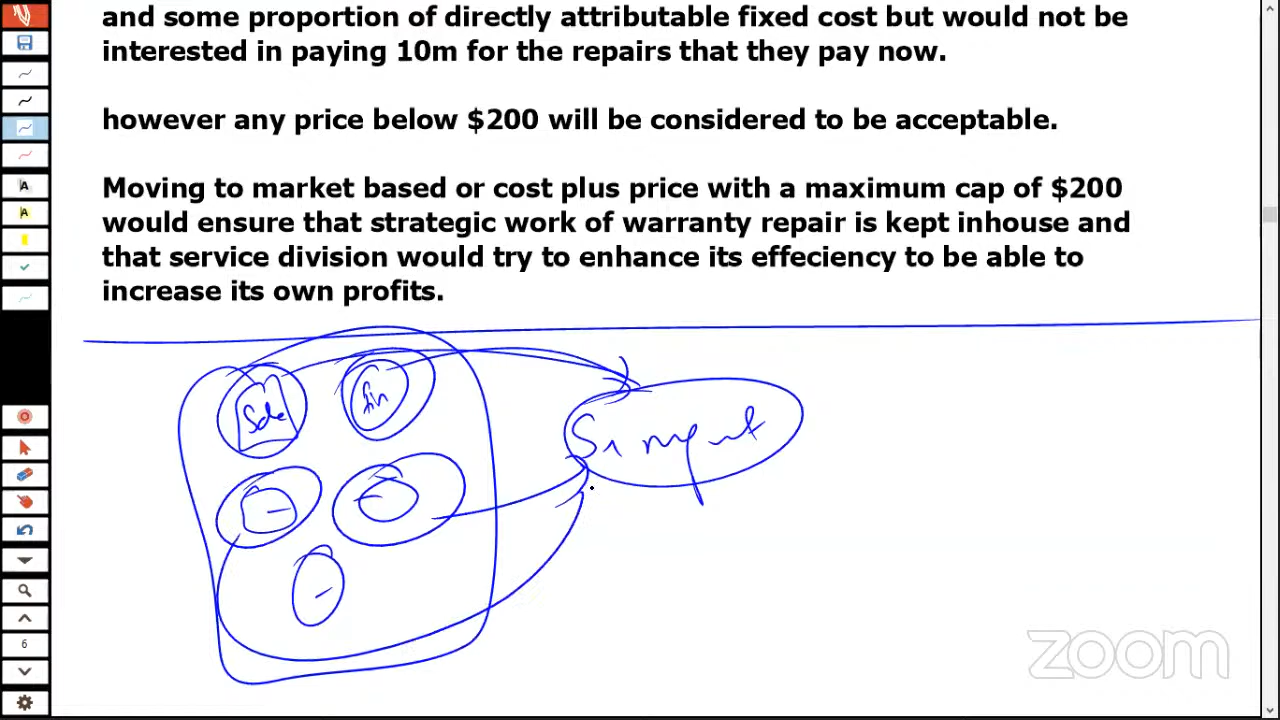 and some proportion of directly attributable fixed cost but would not be
interested in paying 10m for the repairs that they pay now.
however any price below $200 will be considered to be acceptable.
Moving to market based or cost plus price with a maximum cap of $200
would ensure that strategic work of warranty repair is kept inhouse and
that service division would try to enhance its effeciency to be able to
increase its own profits.
fin
A
A
6
zoom